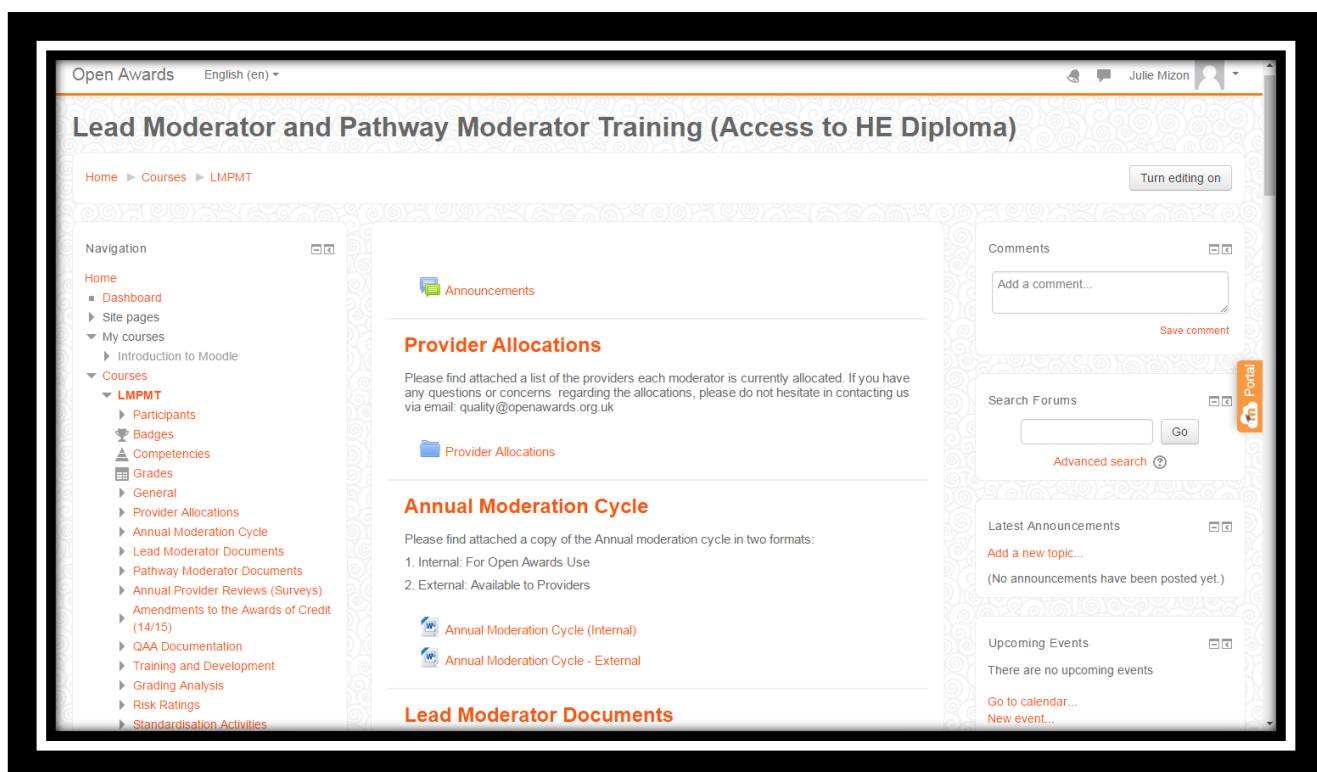 Open Awards English (en)
Julie Mizon
Lead Moderator and Pathway Moderator Training (Access to HE Diploma)
Home Courses LMPMT
Turn editing on
Navigation
Home
Dashboard
Site pages
My courses
Introduction to Moodle
Courses
LMPMT
Participants
Badges
Competencies
Grades
General
Provider Allocations
Annual Moderation Cycle
Lead Moderator Documents
Pathway Moderator Documents
Annual Provider Reviews (Surveys)
Amendments to the Awards of Credit
(14/15)
QAA Documentation
Training and Development
Grading Analysis
Risk Ratings
Standardisation Activities
Announcements
Provider Allocations
Please find attached a list of the providers each moderator is currently allocated. If you have
any questions or concerns regarding the allocations, please do not hesitate in contacting us
via email: quality@openawards.org.uk
Provider Allocations
Annual Moderation Cycle
Please find attached a copy of the Annual moderation cycle in two formats:
1. Internal: For Open Awards Use
2. External: Available to Providers
Annual Moderation Cycle (Internal)
Annual Moderation Cycle - External
Lead Moderator Documents
Comments
Add a comment...
Save comment
Search Forums
Go
Advanced search
Latest Announcements
Add a new topic...
(No announcements have been posted yet.)
Upcoming Events
There are no upcoming events
Go to calendar...
New event...
m Portal